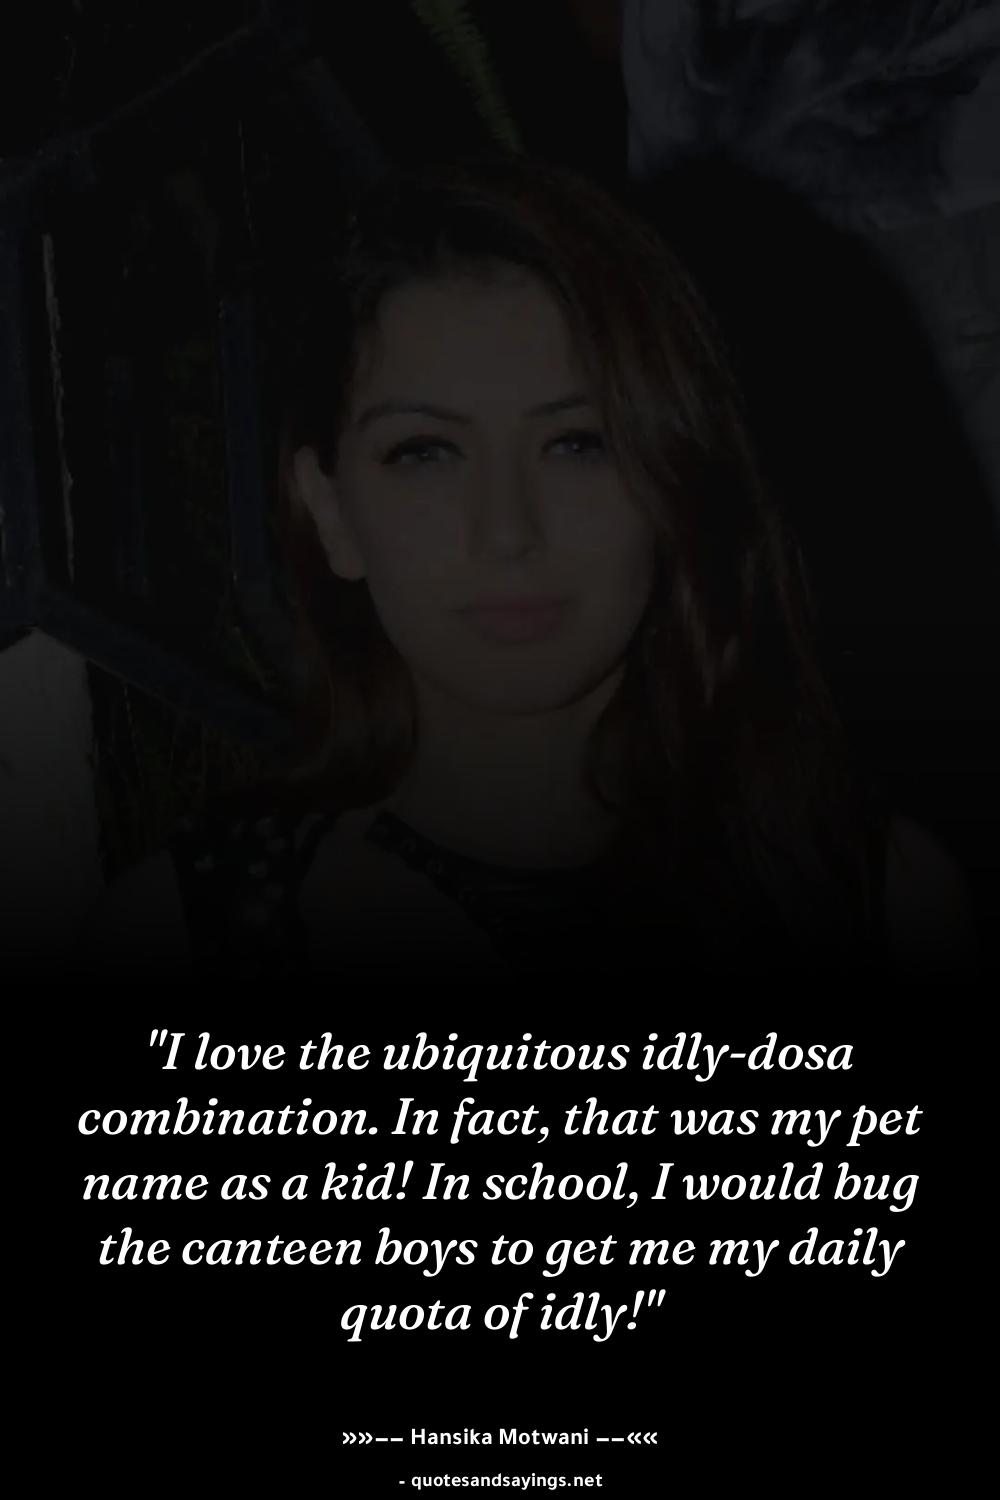 "I love the ubiquitous idly-dosa
combination. In fact, that was my pet
name as a kid! In school, I would bug
the canteen boys to get me my daily
quota of idly!"
»»−− Hansika Motwani −−««
- quotesandsayings.net